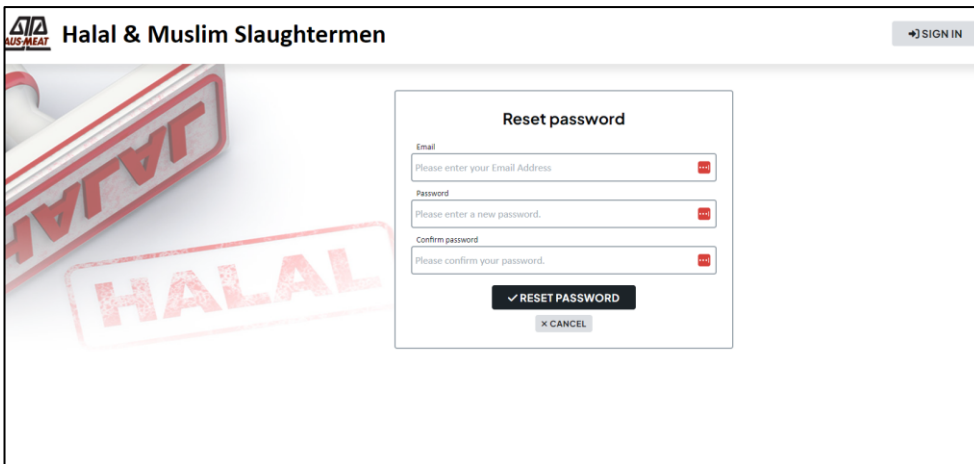 AUS-MEAT
Halal & Muslim Slaughtermen
SIGN IN
HALAL
HALAL
Reset password
Email
Please enter your Email Address
Password
Please enter a new password.
Confirm password
Please confirm your password.
RESET PASSWORD
× CANCEL